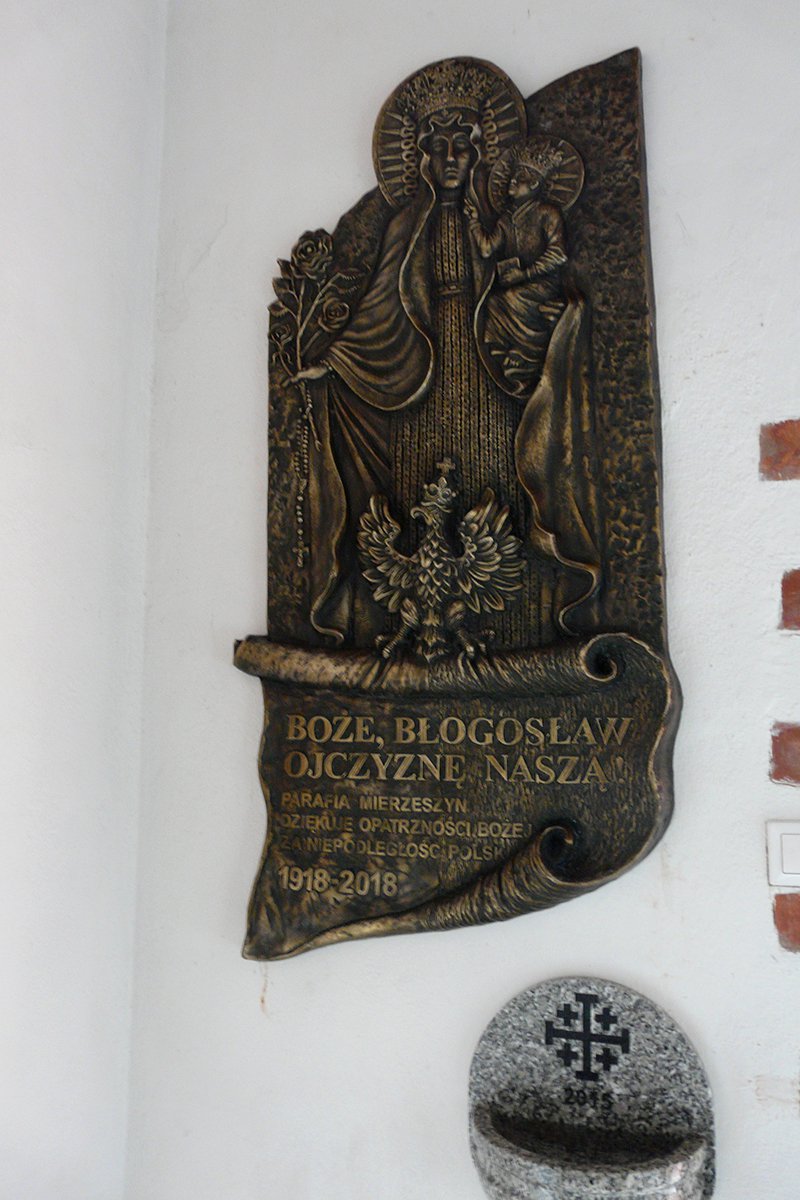 BOŻE, BŁOGOSŁAW
OJCZYZNĘ NASZĄ
PARAFIA MIERZESZYN
DZIĘKUJE OPATRZNOŚCI BOŻEJ
ZA NIEPODLEGŁOŚĆ POLSKI
1918-2018
2015